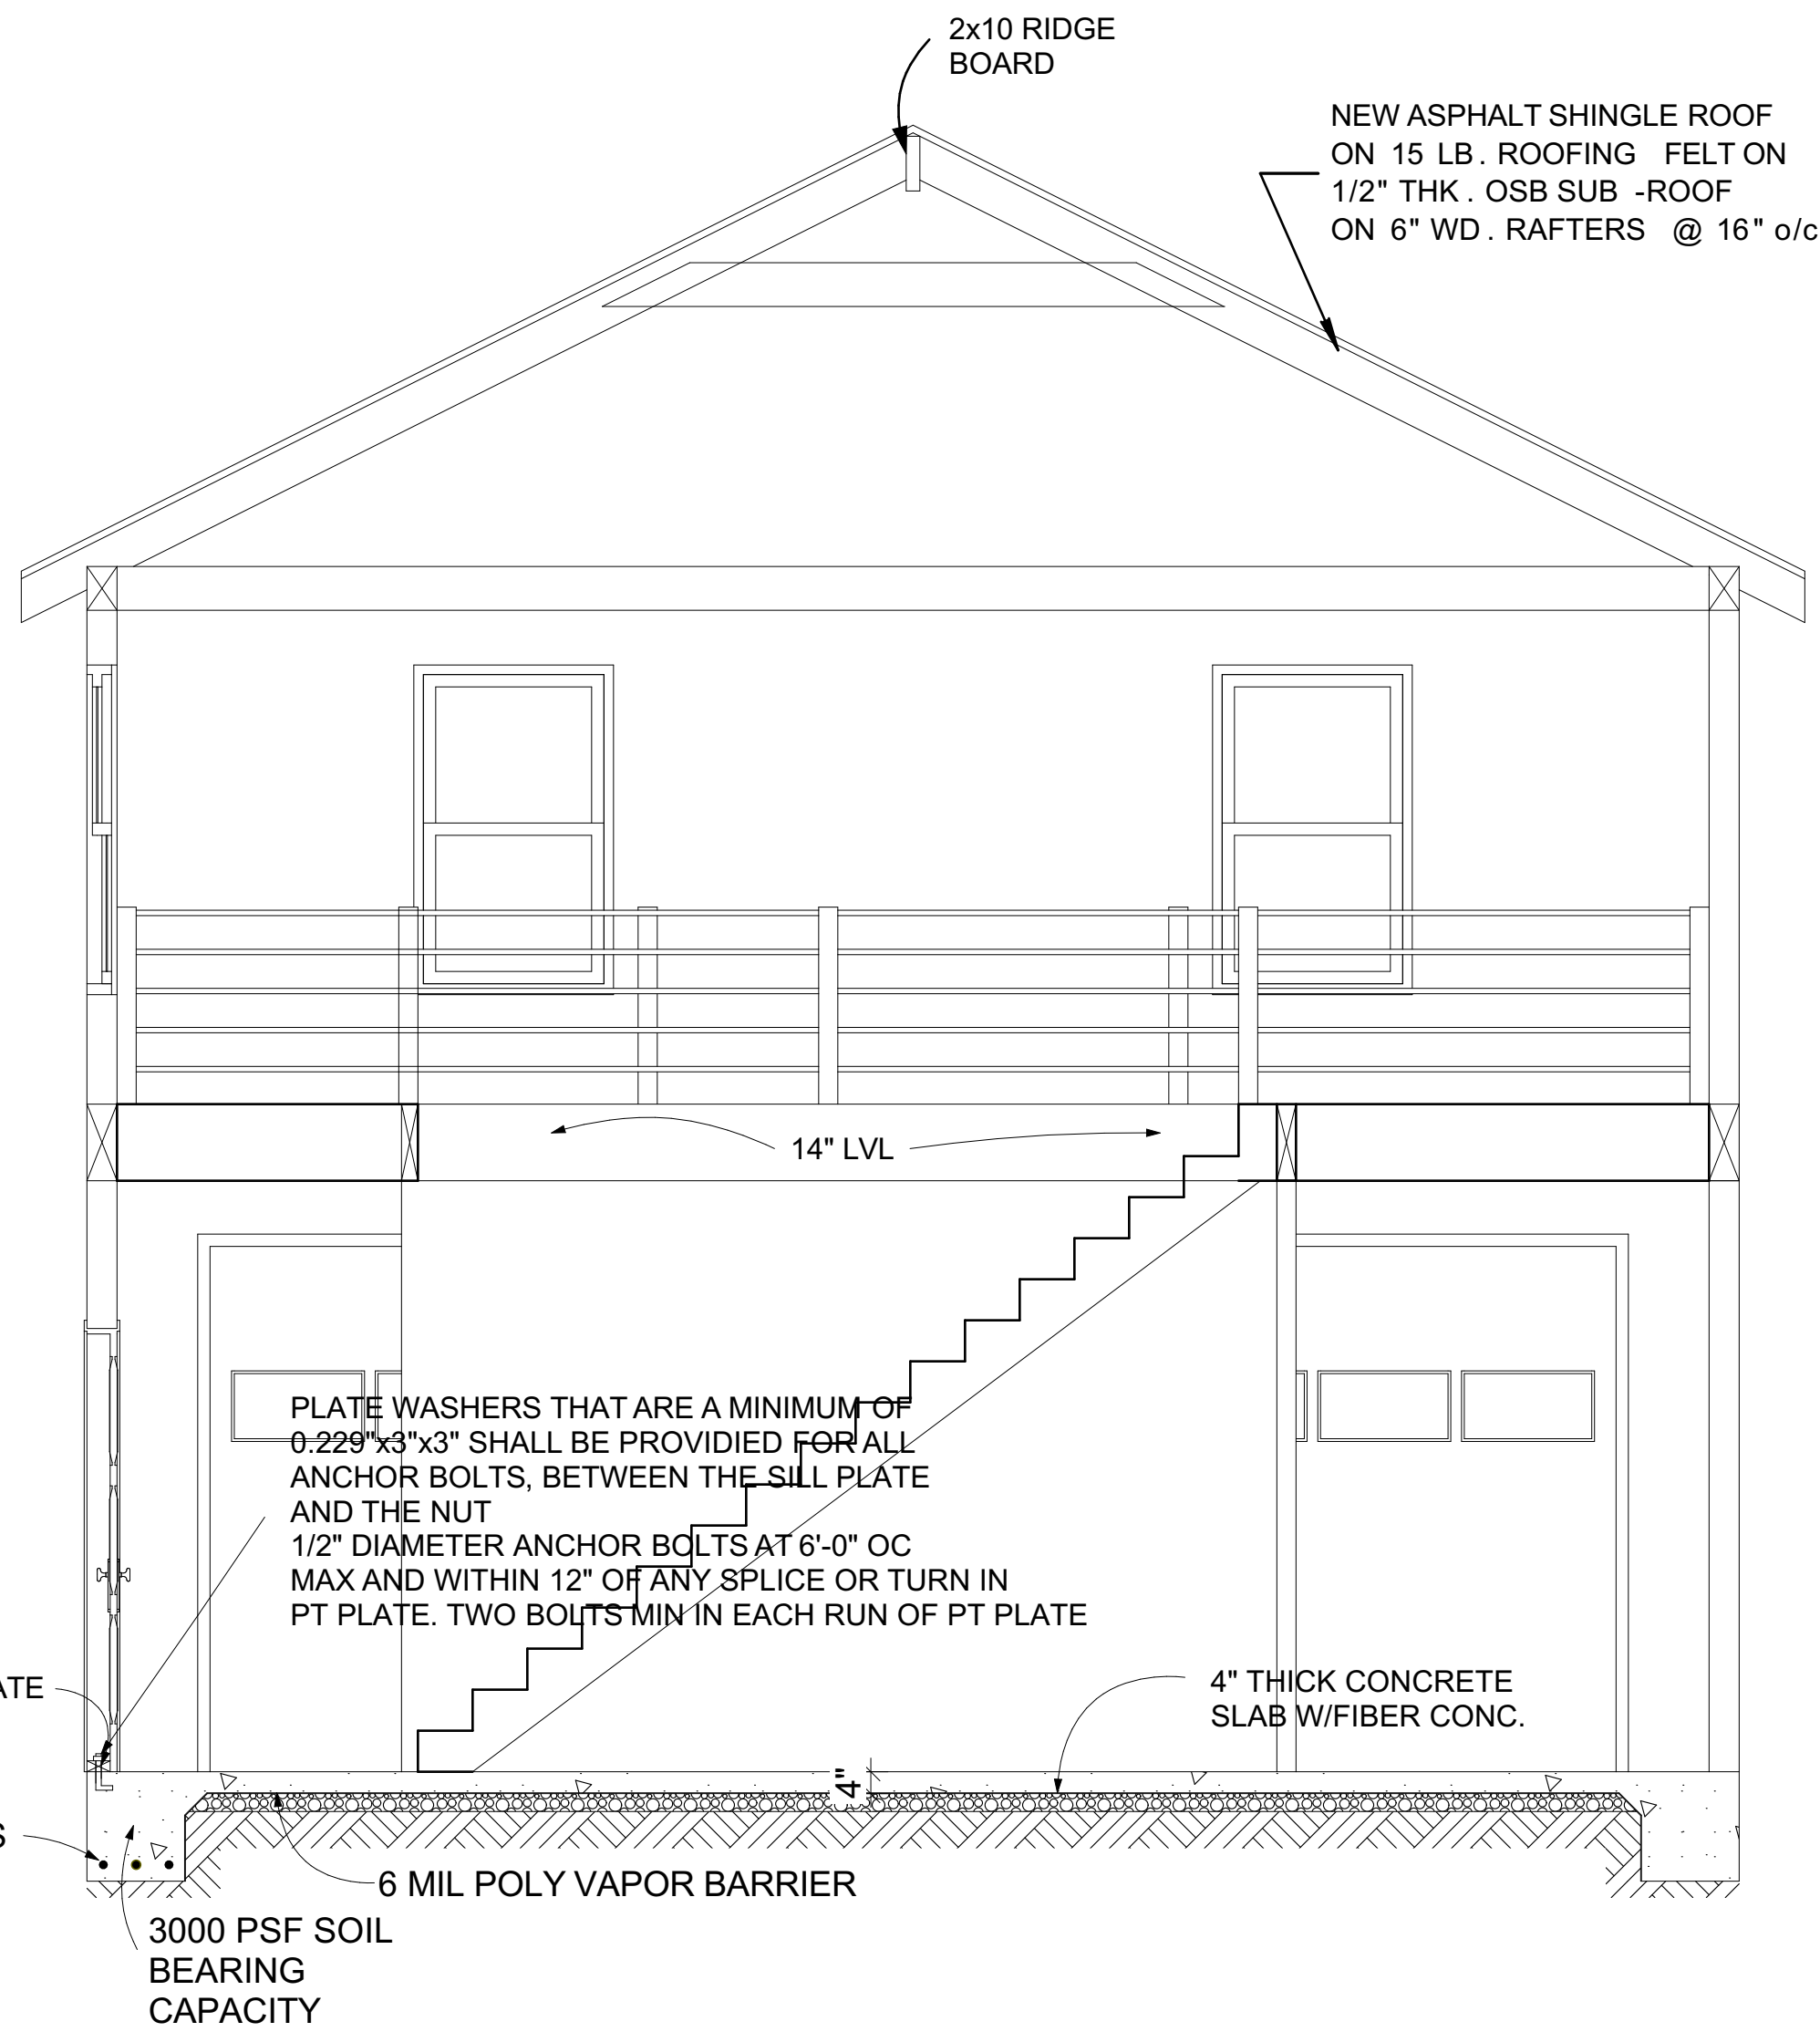 2x10 RIDGE
BOARD
NEW ASPHALT SHINGLE ROOF
ON 15 LB. ROOFING FELT ON
1/2" THK. OSB SUB -ROOF
ON 6" WD. RAFTERS @ 16" o/c
14" LVL
PLATE WASHERS THAT ARE A MINIMUM OF
0.229"x3"x3" SHALL BE PROVIDIED FOR ALL
ANCHOR BOLTS, BETWEEN THE SILL PLATE
AND THE NUT
1/2" DIAMETER ANCHOR BOLTS AT 6'-0" OC
MAX AND WITHIN 12" OF ANY SPLICE OR TURN IN
PT PLATE. TWO BOLTS MIN IN EACH RUN OF PT PLATE
4" THICK CONCRETE
SLAB W/FIBER CONC.
4"
6 MIL POLY VAPOR BARRIER
3000 PSF SOIL
BEARING
CAPACITY